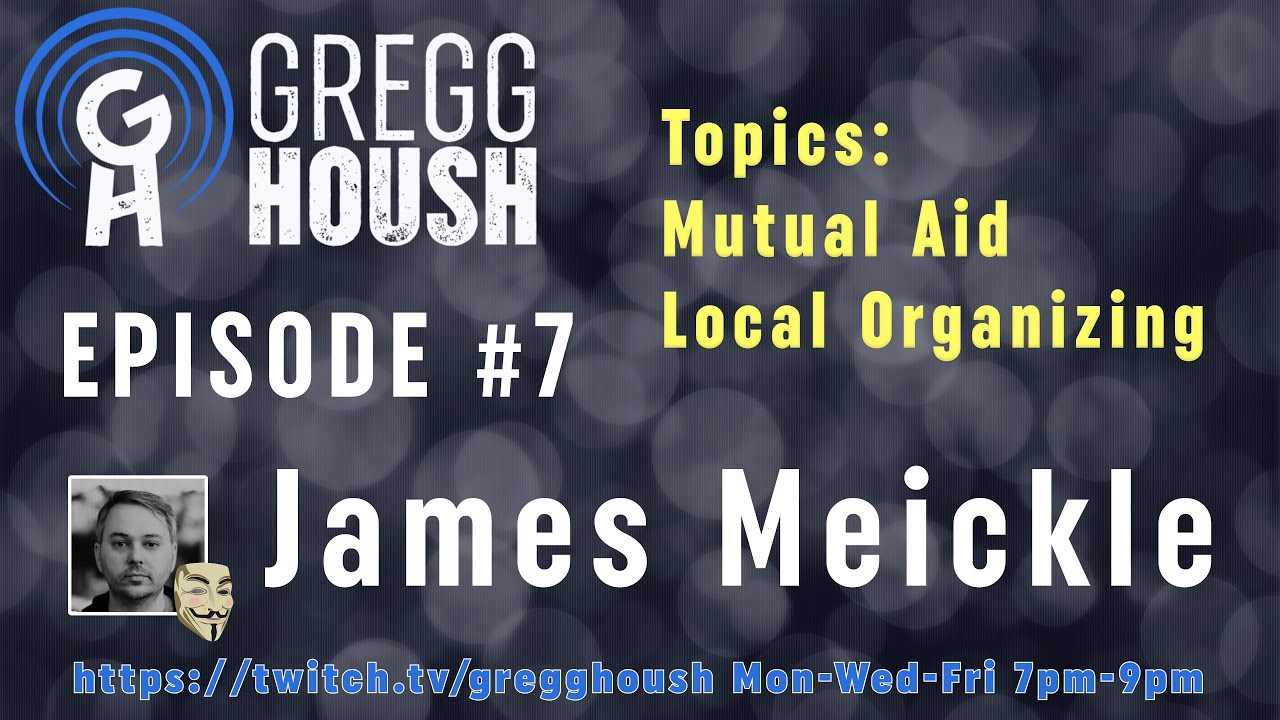 GH
GREGG
HOUSH
Topics:
Mutual Aid
Local Organizing
EPISODE #7
James Meickle
https://twitch.tv/gregghoush Mon-Wed-Fri 7pm-9pm